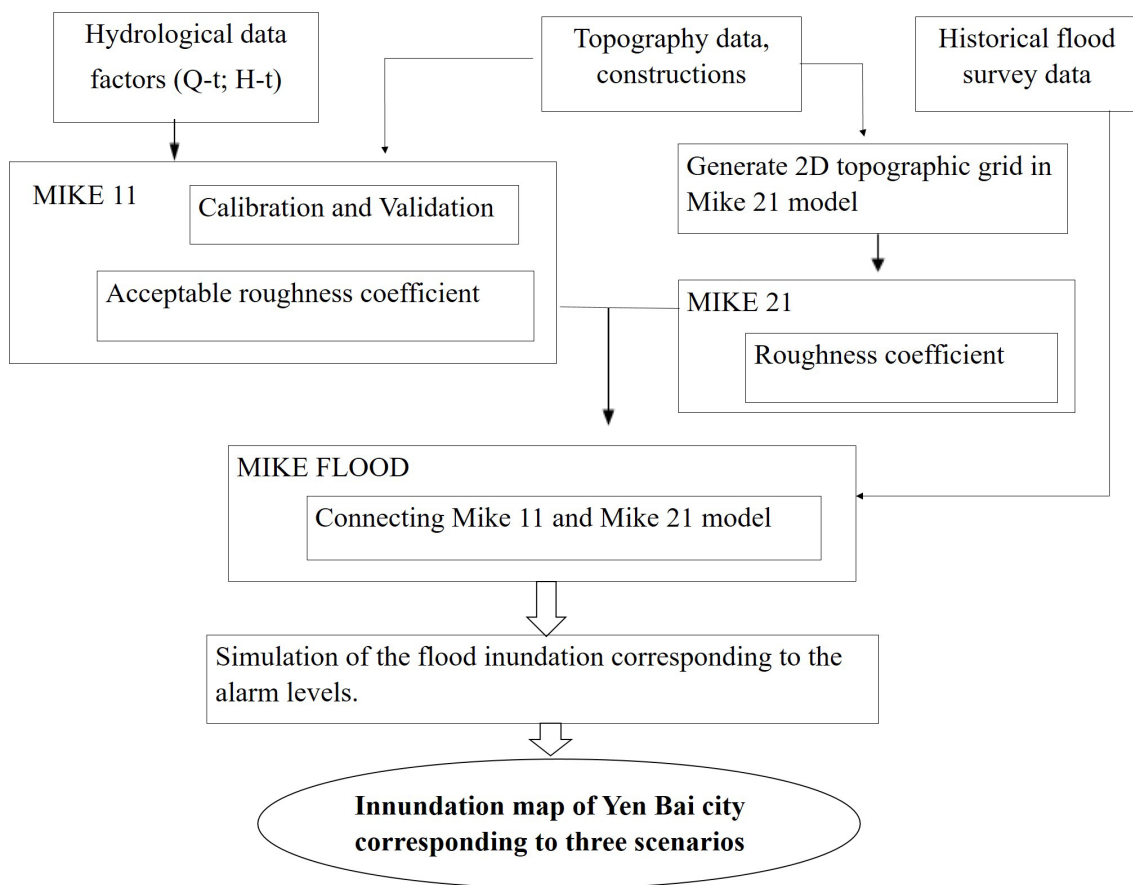 Hydrological data
factors (Q-t; H-t)
Topography data,
constructions
Historical flood
survey data
MIKE 11
Calibration and Validation
Acceptable roughness coefficient
Generate 2D topographic grid in
Mike 21 model
MIKE 21
Roughness coefficient
MIKE FLOOD
Connecting Mike 11 and Mike 21 model
Simulation of the flood inundation corresponding to the
alarm levels.
Innundation map of Yen Bai city
corresponding to three scenarios